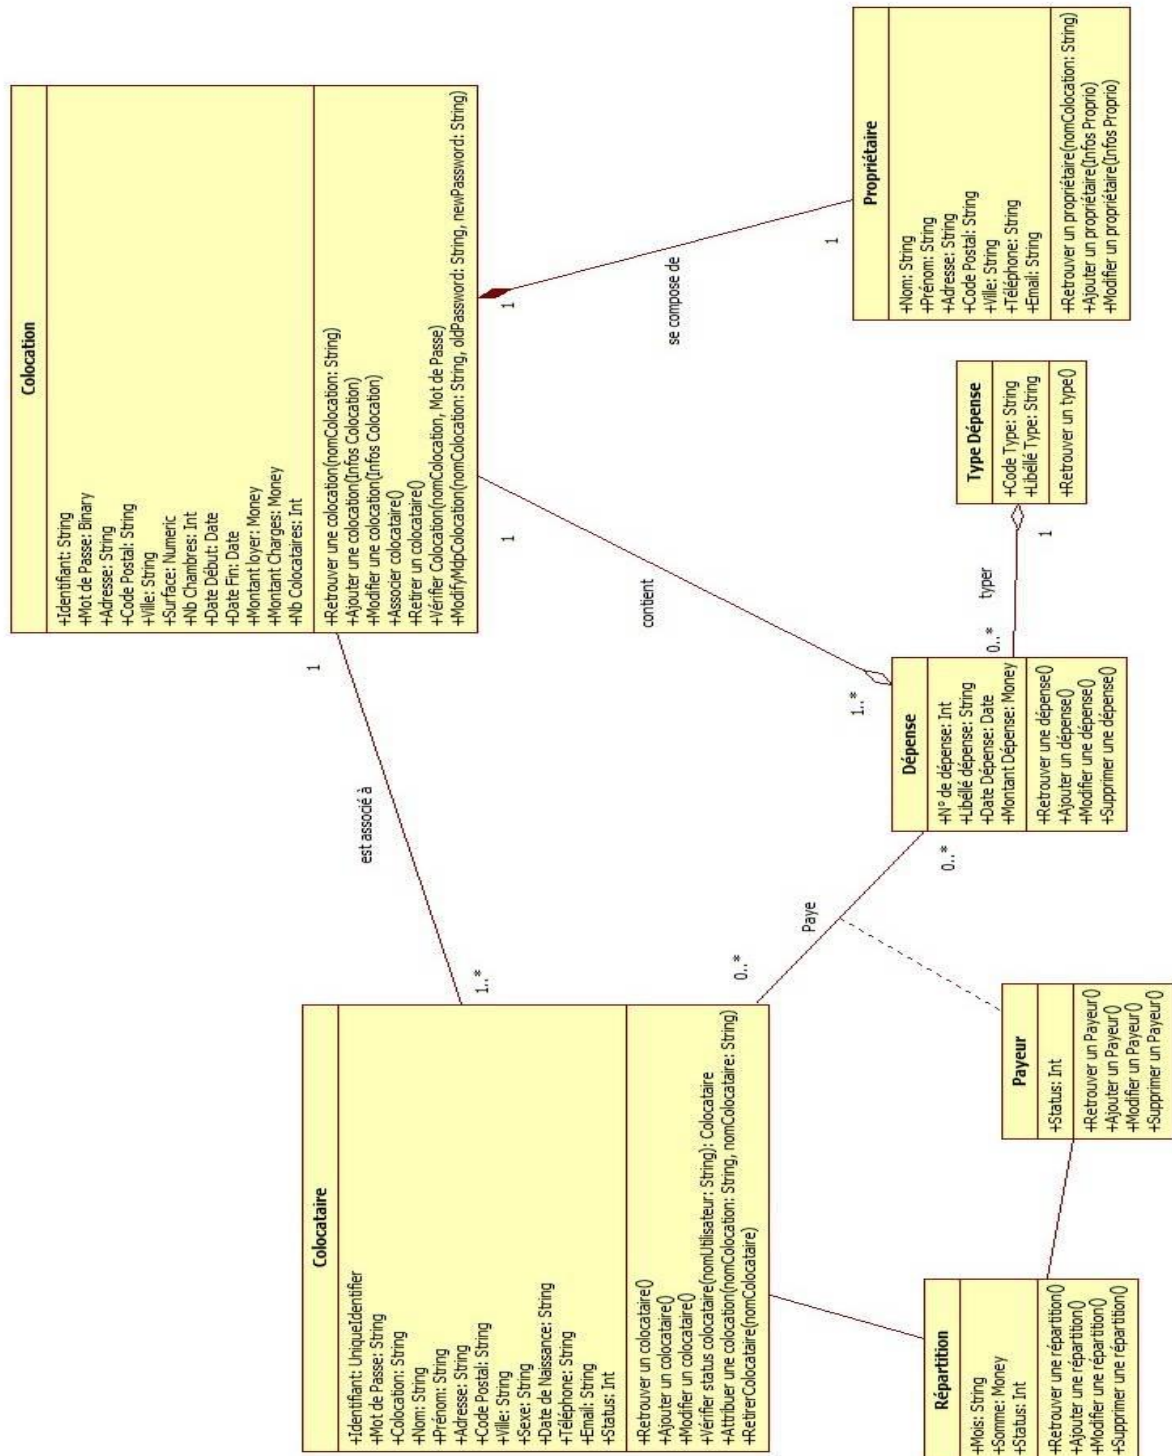 Colocation
+Identifiant: String
+Mot de Passe: Binary
+Adresse: String
+Code Postal: String
+Ville: String
+Surface: Numeric
+Nb Chambres: Int
+Date Début: Date
+Date Fin: Date
+Montant loyer: Money
+Montant Charges: Money
+Nb Colocataires: Int
+Retrouver une colocation(nomColocation: String)
+Ajouter une colocation(Infos Colocation)
+Modifier une colocation(Infos Colocation)
+Associer colocataire()
+Retirer un colocataire()
+Vérifier Colocation(nomColocation, Mot de Passe)
+ModifyMdpColocation(nomColocation: String, oldPassword: String, newPassword: String)
1
est associé à
1..*
1
contient
1..*
1
se compose de
1
Propriétaire
+Nom: String
+Prénom: String
+Adresse: String
+Code Postal: String
+Ville: String
+Téléphone: String
+Email: String
+Retrouver un propriétaire(nomColocation: String)
+Ajouter un propriétaire(Infos Proprio)
+Modifier un propriétaire(Infos Proprio)
Colocataire
+Identifiant: UniqueIdentifier
+Mot de Passe: String
+Colocation: String
+Nom: String
+Prénom: String
+Adresse: String
+Code Postal: String
+Ville: String
+Sexe: String
+Date de Naissance: String
+Téléphone: String
+Email: String
+Status: Int
+Retrouver un colocataire()
+Ajouter un colocataire()
+Modifier un colocataire()
+Vérifier status colocataire(nomUtilisateur: String): Colocataire
+Attribuer une colocation(nomColocation: String, nomColocataire: String)
+RetirerColocataire(nomColocataire)
0..*
Paye
0..*
Dépense
+N° de dépense: Int
+Libéllé dépense: String
+Date Dépense: Date
+Montant Dépense: Money
+Retrouver une dépense()
+Ajouter un dépense()
+Modifier une dépense()
+Supprimer une dépense()
0..*
typer
1
Type Dépense
+Code Type: String
+Libéllé Type: String
+Retrouver un type()
Répartition
+Mois: String
+Somme: Money
+Status: Int
+Retrouver une répartition()
+Ajouter une répartition()
+Modifier une répartition()
+Supprimer une répartition()
Payeur
+Status: Int
+Retrouver un Payeur()
+Ajouter un Payeur()
+Modifier un Payeur()
+Supprimer un Payeur()